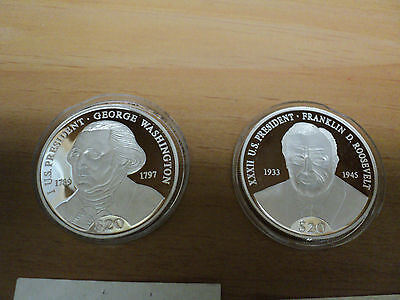 I U.S. PRESIDENT · GEORGE WASHINGTON
1789 1797
$20
XXXII U.S. PRESIDENT · FRANKLIN D. ROOSEVELT
1933 1945
$20